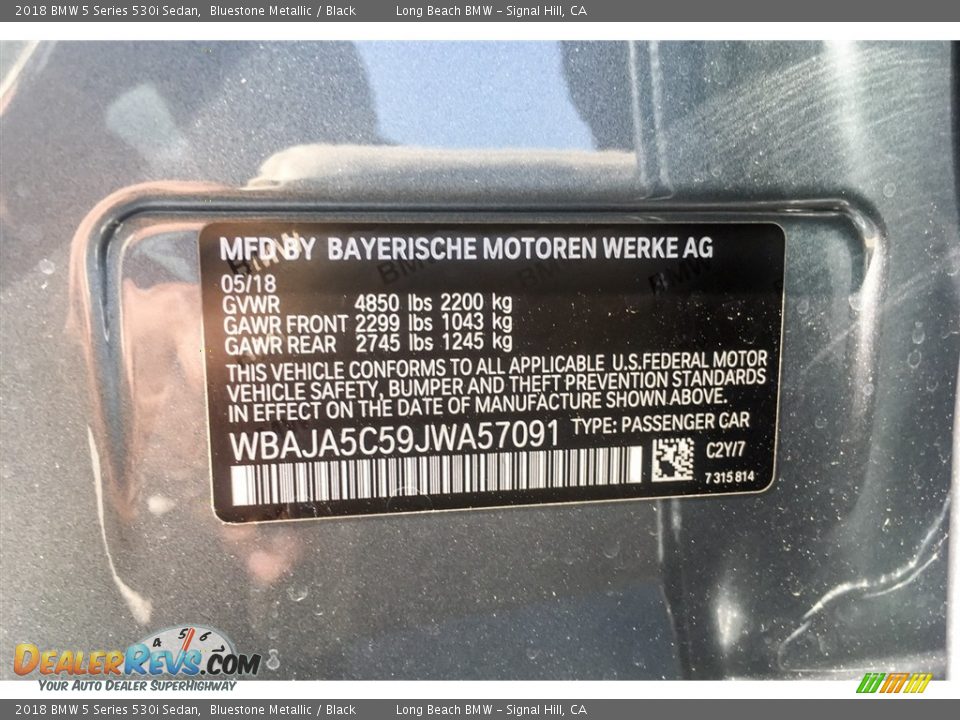 2018 BMW 5 Series 530i Sedan, Bluestone Metallic / Black Long Beach BMW - Signal Hill, CA
MFD BY BAYERISCHE MOTOREN WERKE AG
05/18
GVWR 4850 lbs 2200 kg
GAWR FRONT 2299 lbs 1043 kg
GAWR REAR 2745 lbs 1245 kg
THIS VEHICLE CONFORMS TO ALL APPLICABLE U.S.FEDERAL MOTOR
VEHICLE SAFETY, BUMPER AND THEFT PREVENTION STANDARDS
IN EFFECT ON THE DATE OF MANUFACTURE SHOWN ABOVE.
WBAJA5C59JWA57091 TYPE: PASSENGER CAR
C2Y/7
7 315 814
4 5 6
DEALERREVS.COM
YOUR AUTO DEALER SUPERHIGHWAY
2018 BMW 5 Series 530i Sedan, Bluestone Metallic / Black Long Beach BMW - Signal Hill, CA